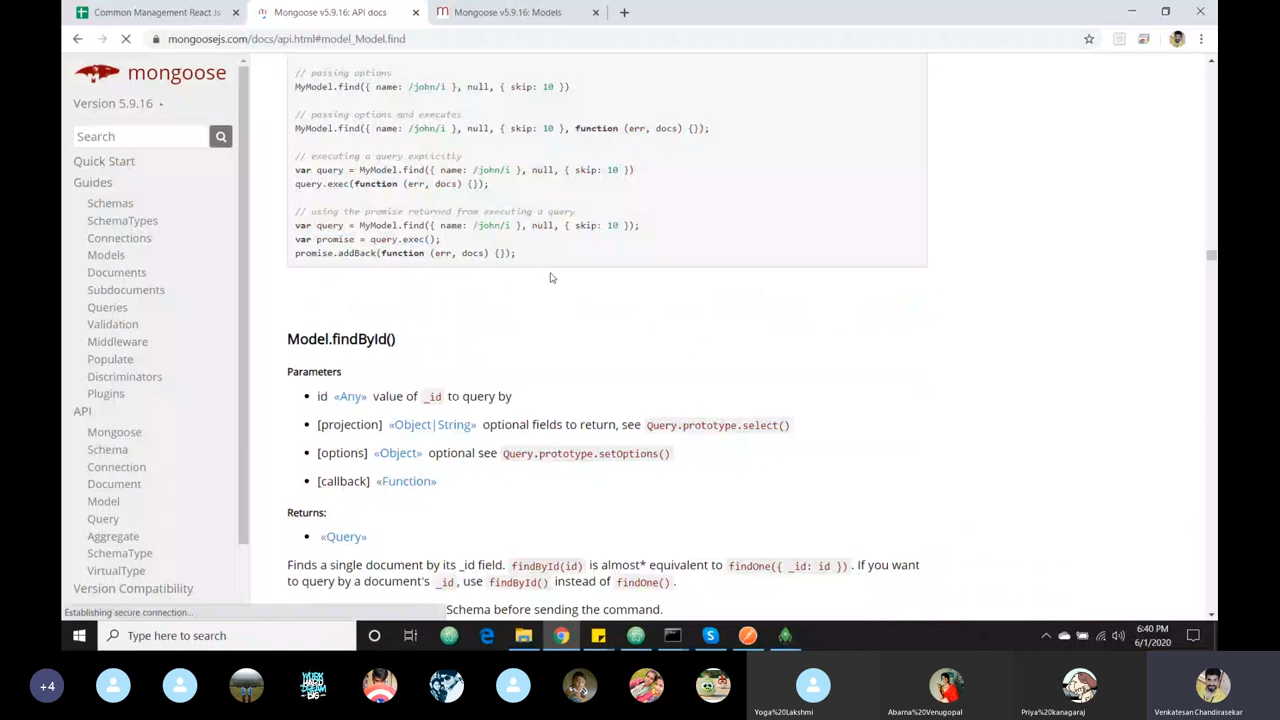 Common Management React Js
Mongoose v5.9.16: API docs
Mongoose v5.9.16: Models
mongoosejs.com/docs/api.html#model_Model.find
mongoose
Version 5.9.16
Search
Quick Start
Guides
Schemas
SchemaTypes
Connections
Models
Documents
Subdocuments
Queries
Validation
Middleware
Populate
Discriminators
Plugins
API
Mongoose
Schema
Connection
Document
Model
Query
Aggregate
SchemaType
VirtualType
Version Compatibility
Establishing secure connection...
// passing options
MyModel.find({ name: /john/i }, null, { skip: 10 })
// passing options and executes
MyModel.find({ name: /john/i }, null, { skip: 10 }, function (err, docs) {});
// executing a query explicitly
var query = MyModel.find({ name: /john/i }, null, { skip: 10 })
query.exec(function (err, docs) {});
// using the promise returned from executing a query
var query = MyModel.find({ name: /john/i }, null, { skip: 10 });
var promise = query.exec();
promise.addBack(function (err, docs) {});
Model.findById()
Parameters
• id «Any» value of _id to query by
• [projection] «Object|String» optional fields to return, see Query.prototype.select()
• [options] «Object» optional see Query.prototype.setOptions()
• [callback] «Function»
Returns:
• «Query»
Finds a single document by its _id field. findById(id) is almost* equivalent to findOne({ _id: id }). If you want
to query by a document's _id, use findById() instead of findOne().
Schema before sending the command.
Type here to search
6:40 PM
6/1/2020
+4
Yoga%20Lakshmi
Abarna%20Venugopal
Priya%20kanagaraj
Venkatesan Chandirasekar